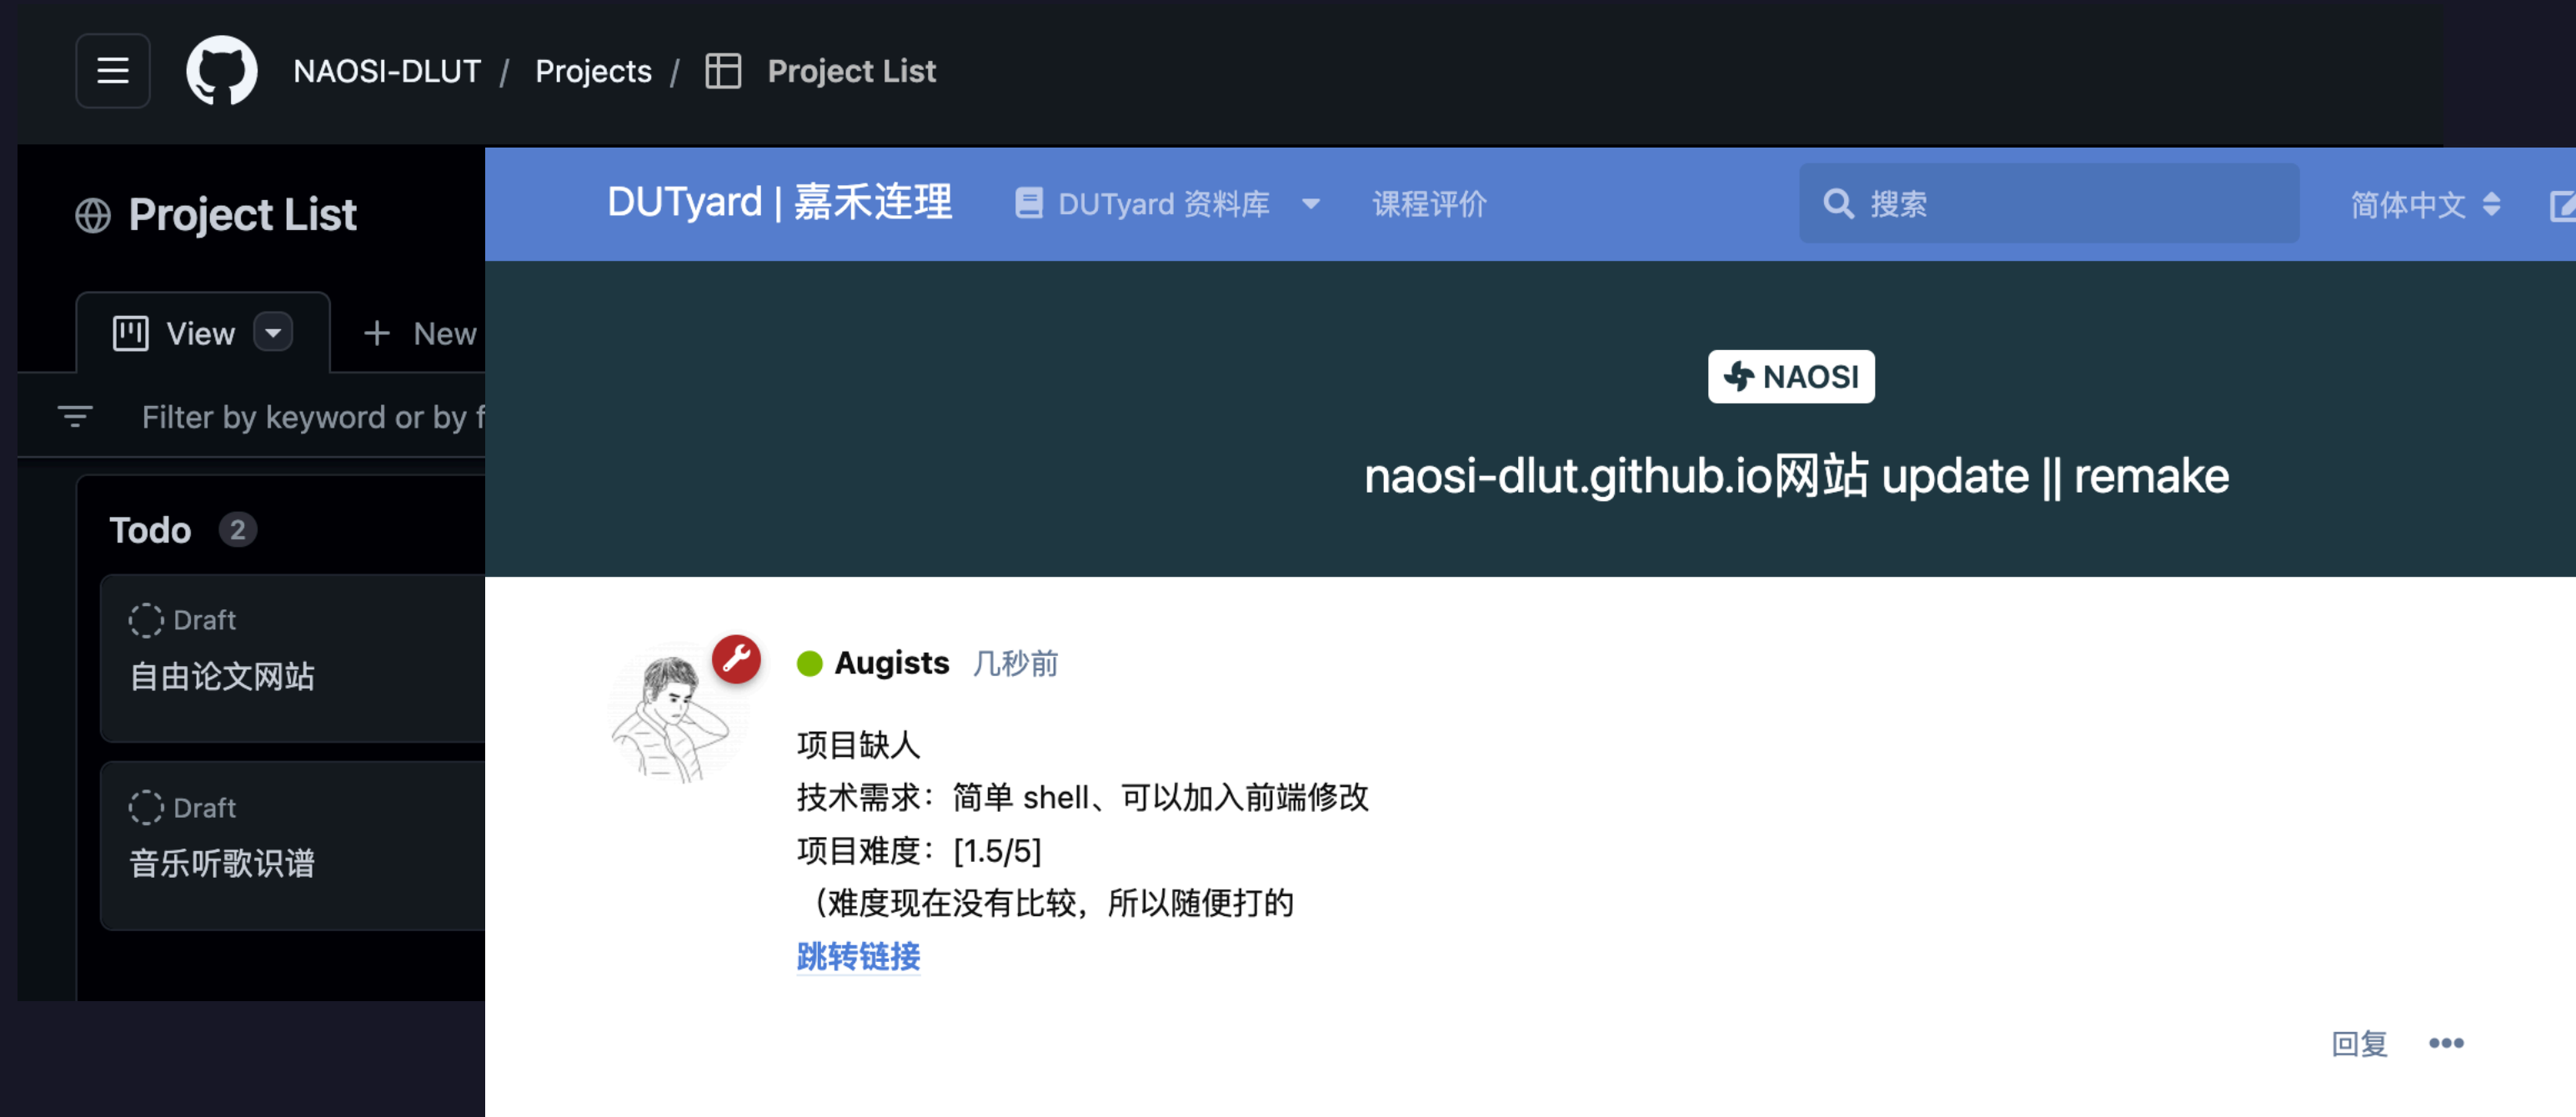 NAOSI-DLUT / Projects / Project List
Project List
View
New
Filter by keyword or by f
Todo 2
Draft
自由论文网站
Draft
音乐听歌识谱
DUTyard | 嘉禾连理 DUTyard 资料库 课程评价 搜索 简体中文
NAOSI
naosi-dlut.github.io网站 update || remake
Augists 几秒前
项目缺人
技术需求：简单 shell、可以加入前端修改
项目难度：[1.5/5]
（难度现在没有比较，所以随便打的
跳转链接
回复